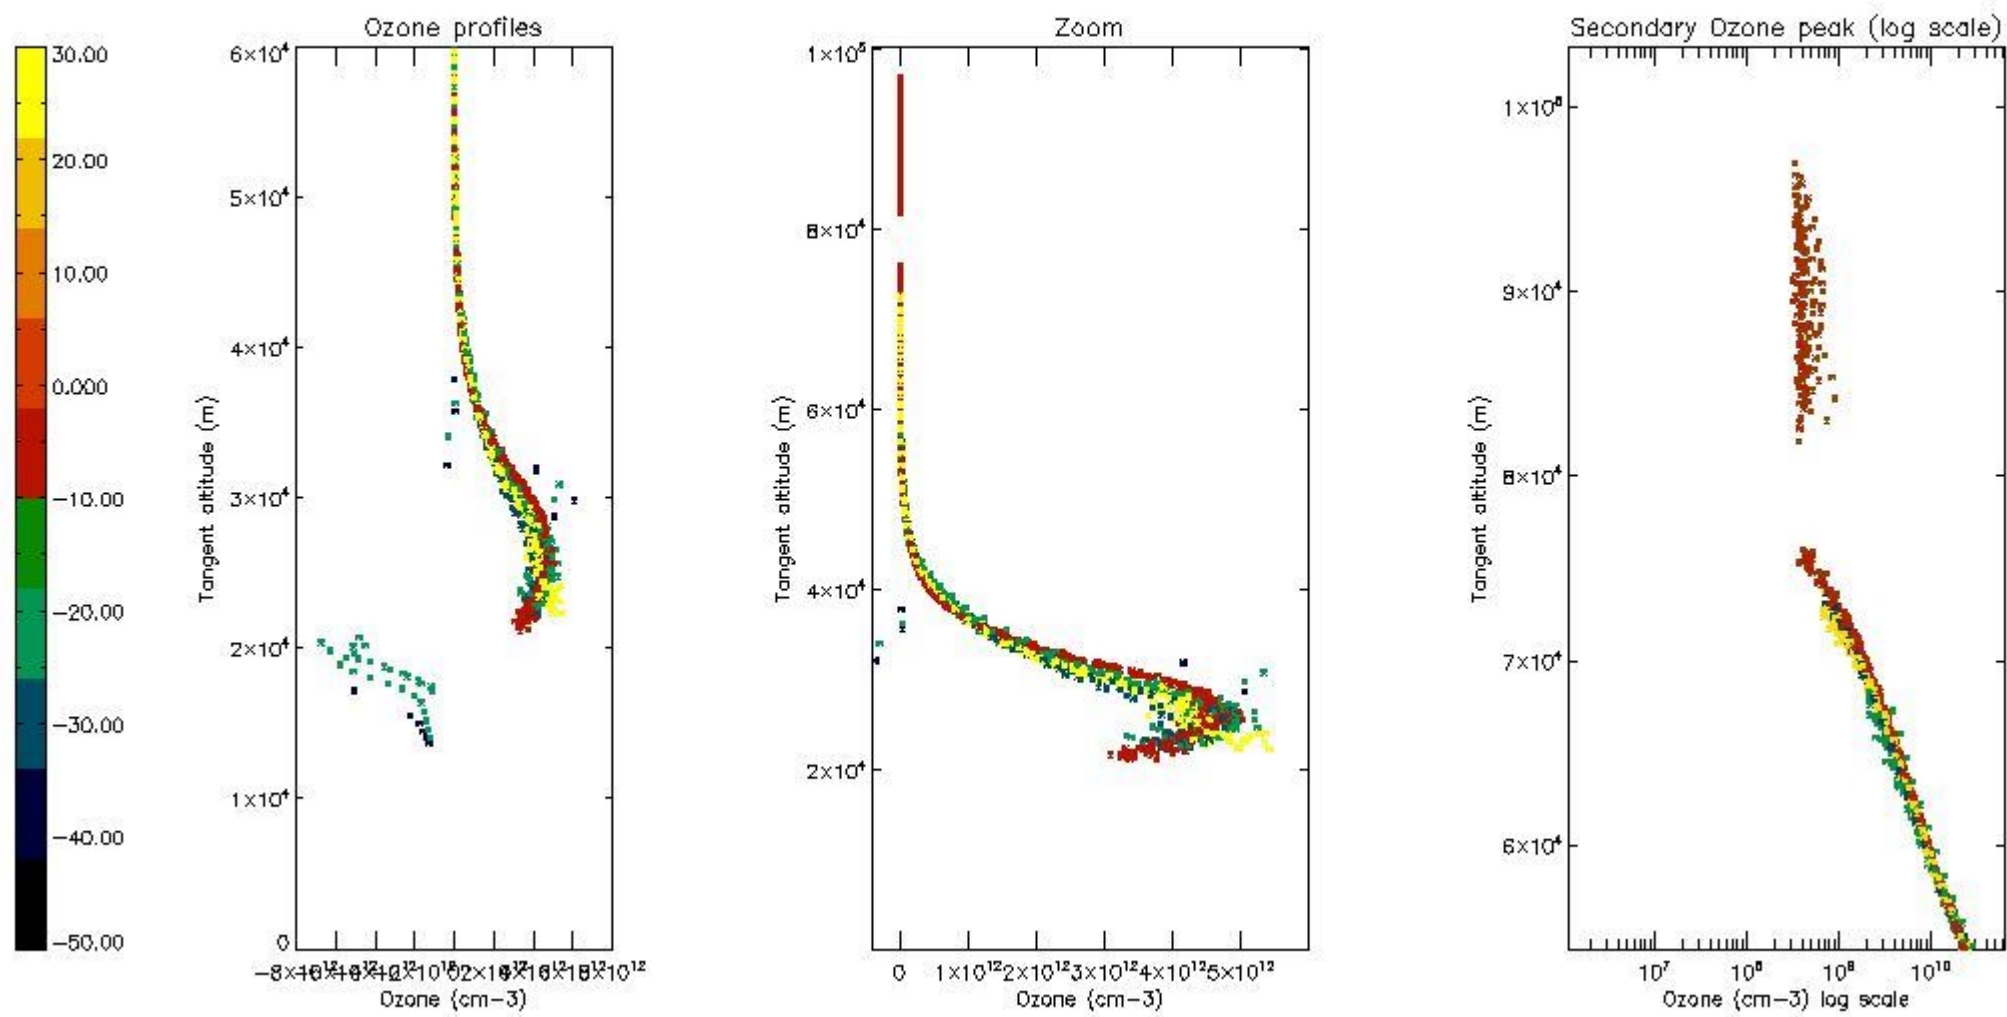 Ozone profiles
Zoom
Secondary Ozone peak (log scale)
30.00
20.00
10.00
0.000
−10.00
−20.00
−30.00
−40.00
−50.00
6×10⁴
5×10⁴
4×10⁴
3×10⁴
2×10⁴
1×10⁴
0
Tangent altitude (m)
Ozone (cm−3)
1×10⁵
8×10⁴
6×10⁴
4×10⁴
2×10⁴
Tangent altitude (m)
0 1×10¹² 2×10¹² 3×10¹² 4×10¹² 5×10¹²
Ozone (cm−3)
1×10⁵
9×10⁴
8×10⁴
7×10⁴
6×10⁴
Tangent altitude (m)
10⁷ 10⁸ 10⁹ 10¹⁰
Ozone (cm−3) log scale